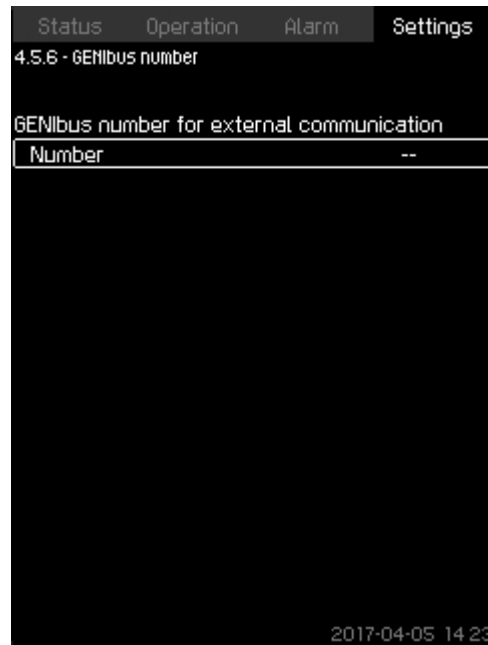 Status Operation Alarm Settings
4.5.6 - GENIbus number
GENIbus number for external communication
Number --
2017-04-05 14:23